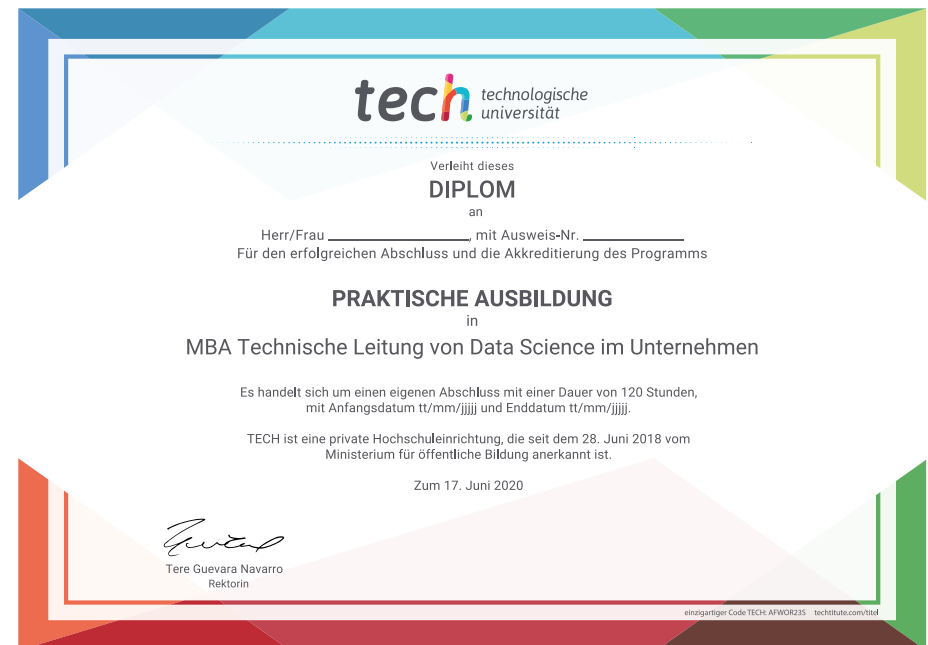 tech technologische
universität
Verleiht dieses
DIPLOM
an
Herr/Frau ____________, mit Ausweis-Nr. ____________
Für den erfolgreichen Abschluss und die Akkreditierung des Programms
PRAKTISCHE AUSBILDUNG
in
MBA Technische Leitung von Data Science im Unternehmen
Es handelt sich um einen eigenen Abschluss mit einer Dauer von 120 Stunden,
mit Anfangsdatum tt/mm/jjjjj und Enddatum tt/mm/jjjjj.
TECH ist eine private Hochschuleinrichtung, die seit dem 28. Juni 2018 vom
Ministerium für öffentliche Bildung anerkannt ist.
Zum 17. Juni 2020
Tere Guevara Navarro
Rektorin
einzigartiger Code TECH: AFWOR23S techtitute.com/titel